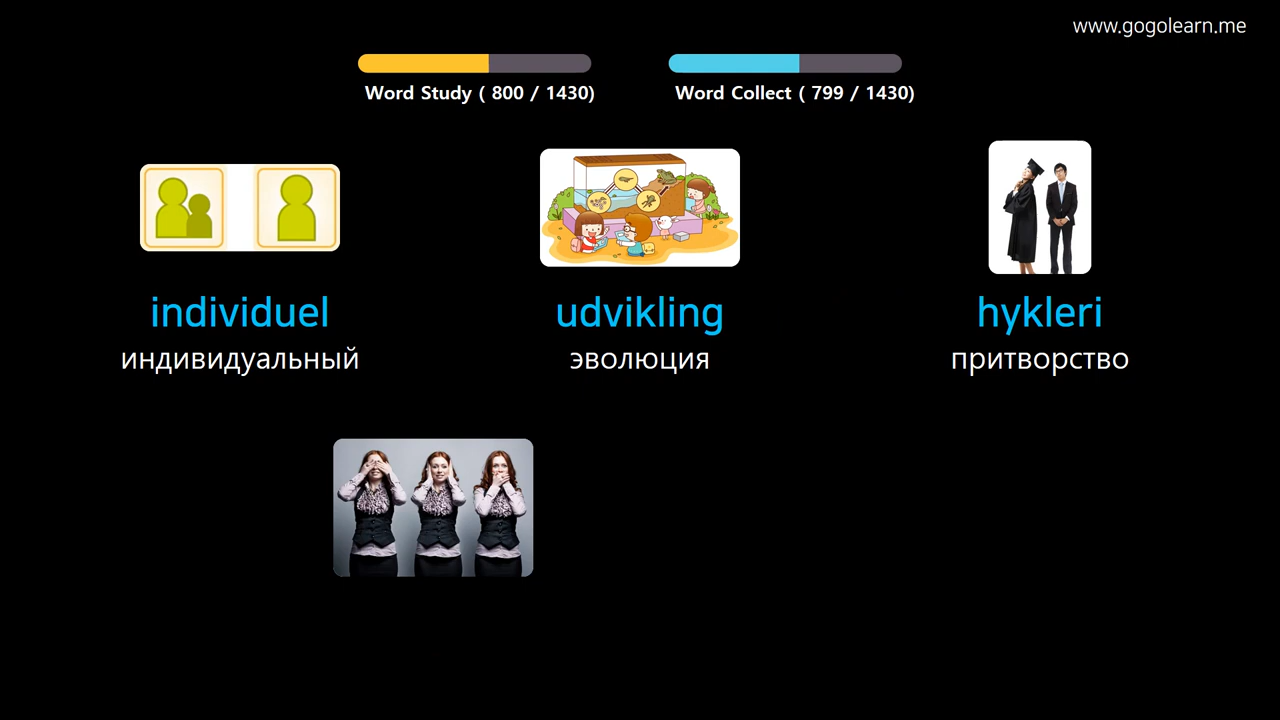 www.gogolearn.me
Word Study ( 800 / 1430)
Word Collect ( 799 / 1430)
individuel
udvikling
hykleri
индивидуальный
эволюция
притворство